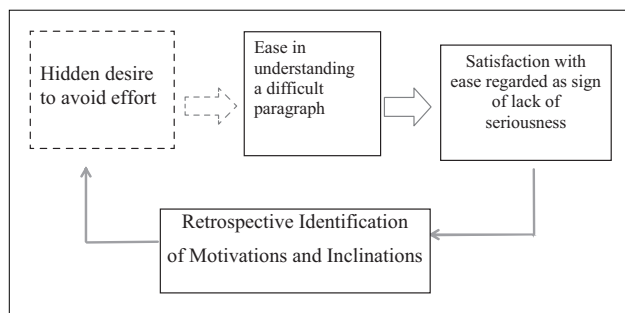 Hidden desire
to avoid effort
Ease in
understanding
a difficult
paragraph
Satisfaction with
ease regarded as sign
of lack of
seriousness
Retrospective Identification
of Motivations and Inclinations